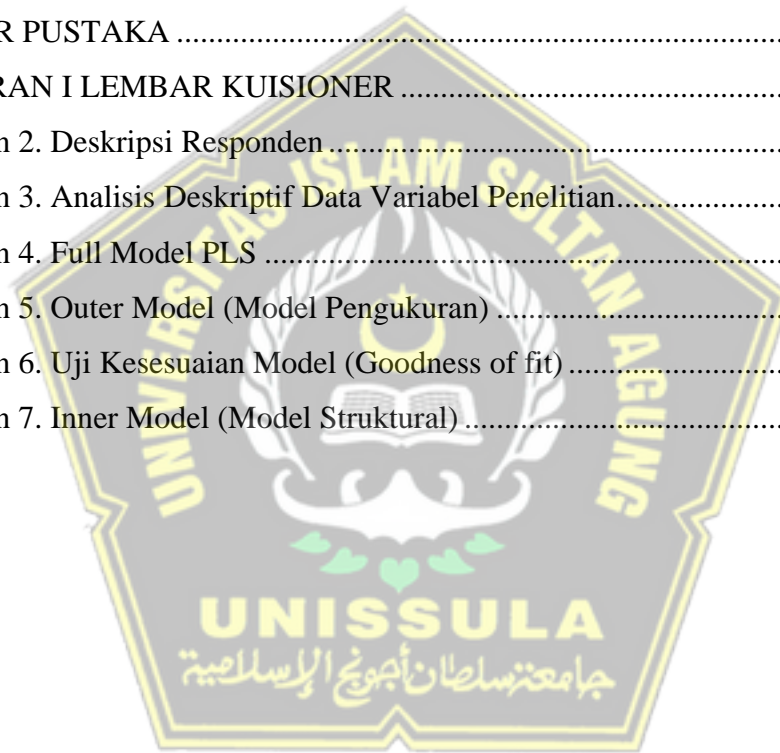 R PUSTAKA ...............................................................................
RAN I LEMBAR KUISIONER ...............................................
n 2. Deskripsi Responden ........................................................
n 3. Analisis Deskriptif Data Variabel Penelitian.....................
n 4. Full Model PLS ................................................................
n 5. Outer Model (Model Pengukuran) ...................................
n 6. Uji Kesesuaian Model (Goodness of fit) ..........................
n 7. Inner Model (Model Struktural) .......................................
UNIVERSITAS ISLAM SULTAN AGUNG
UNISSULA
جامعة سلطان أجونج الإسلامية